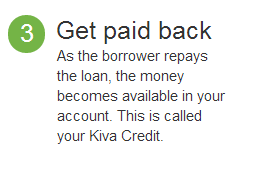 3 Get paid back
As the borrower repays
the loan, the money
becomes available in your
account. This is called
your Kiva Credit.